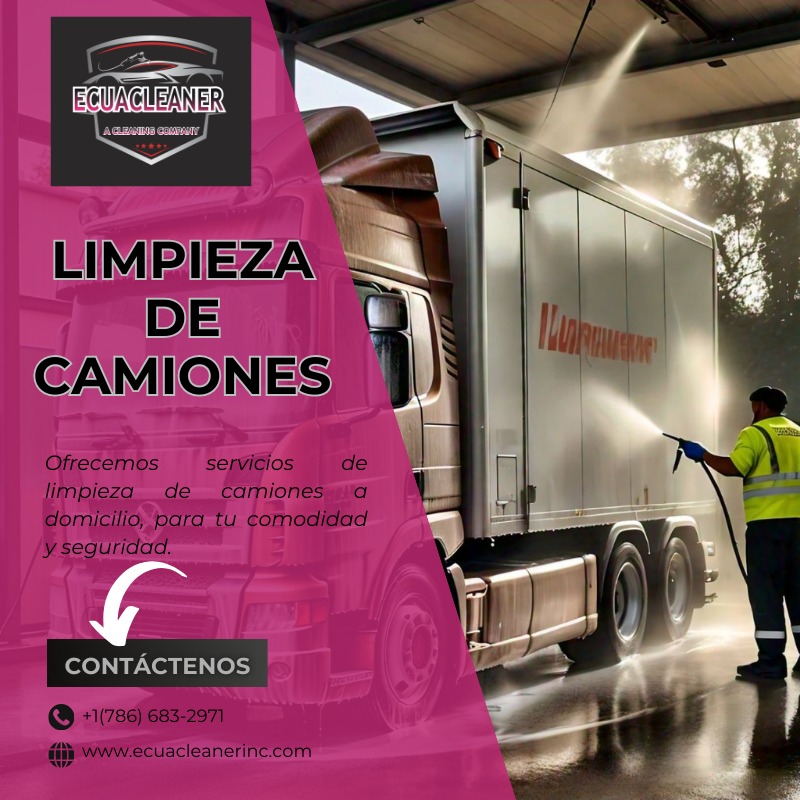 ECUACLEANER
A CLEANING COMPANY
LIMPIEZA
DE
CAMIONES
Ofrecemos servicios de
limpieza de camiones a
domicilio, para tu comodidad
y seguridad.
CONTÁCTENOS
+1(786) 683-2971
www.ecuacleanerinc.com